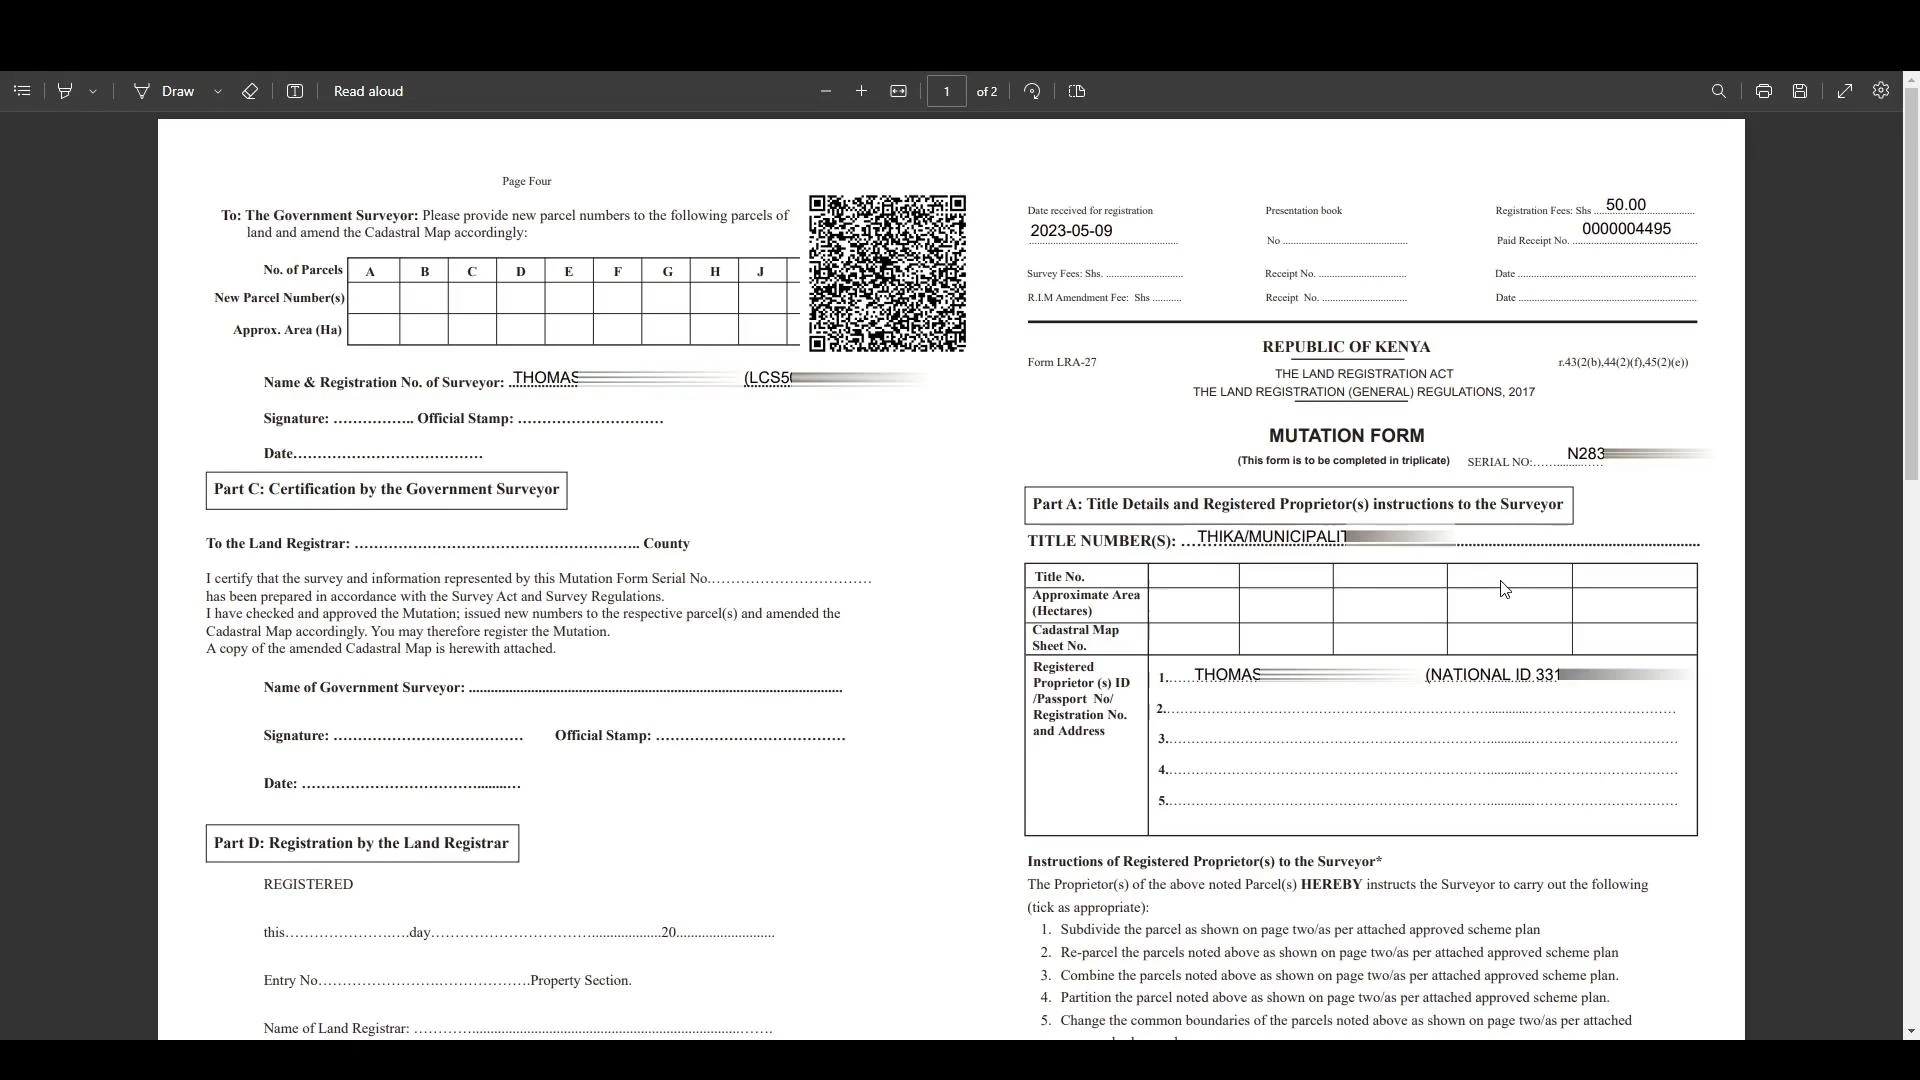 Draw
Read aloud
1 of 2
Page Four
To: The Government Surveyor: Please provide new parcel numbers to the following parcels of
land and amend the Cadastral Map accordingly:
No. of Parcels A B C D E F G H J
New Parcel Number(s)
Approx. Area (Ha)
Name & Registration No. of Surveyor: THOMAS (LCS5
Signature: ................. Official Stamp: ..............................
Date.......................................
Part C: Certification by the Government Surveyor
To the Land Registrar: .......................................................... County
I certify that the survey and information represented by this Mutation Form Serial No.................................
has been prepared in accordance with the Survey Act and Survey Regulations.
I have checked and approved the Mutation; issued new numbers to the respective parcel(s) and amended the
Cadastral Map accordingly. You may therefore register the Mutation.
A copy of the amended Cadastral Map is herewith attached.
Name of Government Surveyor: ....................................................................................................
Signature: ....................................... Official Stamp: .......................................
Date: .............................................
Part D: Registration by the Land Registrar
REGISTERED
this..........................day....................................................20..........................
Entry No............................................Property Section.
Name of Land Registrar: ..........................................................................................
Date received for registration
2023-05-09
Presentation book
No ...............................................
Registration Fees: Shs 50.00
Paid Receipt No. 0000004495
Survey Fees: Shs. ............................. Receipt No. ................................. Date ....................................................................
R.I.M Amendment Fee: Shs ........... Receipt No. ................................ Date ....................................................................
Form LRA-27
REPUBLIC OF KENYA
r.43(2(b),44(2)(f),45(2)(e))
THE LAND REGISTRATION ACT
THE LAND REGISTRATION (GENERAL) REGULATIONS, 2017
MUTATION FORM
(This form is to be completed in triplicate) SERIAL NO: N283
Part A: Title Details and Registered Proprietor(s) instructions to the Surveyor
TITLE NUMBER(S): THIKA/MUNICIPALIT
Title No.
Approximate Area
(Hectares)
Cadastral Map
Sheet No.
Registered
Proprietor (s) ID
/Passport No/
Registration No.
and Address
1. THOMAS (NATIONAL ID 331
2.
3.
4.
5.
Instructions of Registered Proprietor(s) to the Surveyor*
The Proprietor(s) of the above noted Parcel(s) HEREBY instructs the Surveyor to carry out the following
(tick as appropriate):
1. Subdivide the parcel as shown on page two/as per attached approved scheme plan
2. Re-parcel the parcels noted above as shown on page two/as per attached approved scheme plan
3. Combine the parcels noted above as shown on page two/as per attached approved scheme plan.
4. Partition the parcel noted above as shown on page two/as per attached approved scheme plan.
5. Change the common boundaries of the parcels noted above as shown on page two/as per attached